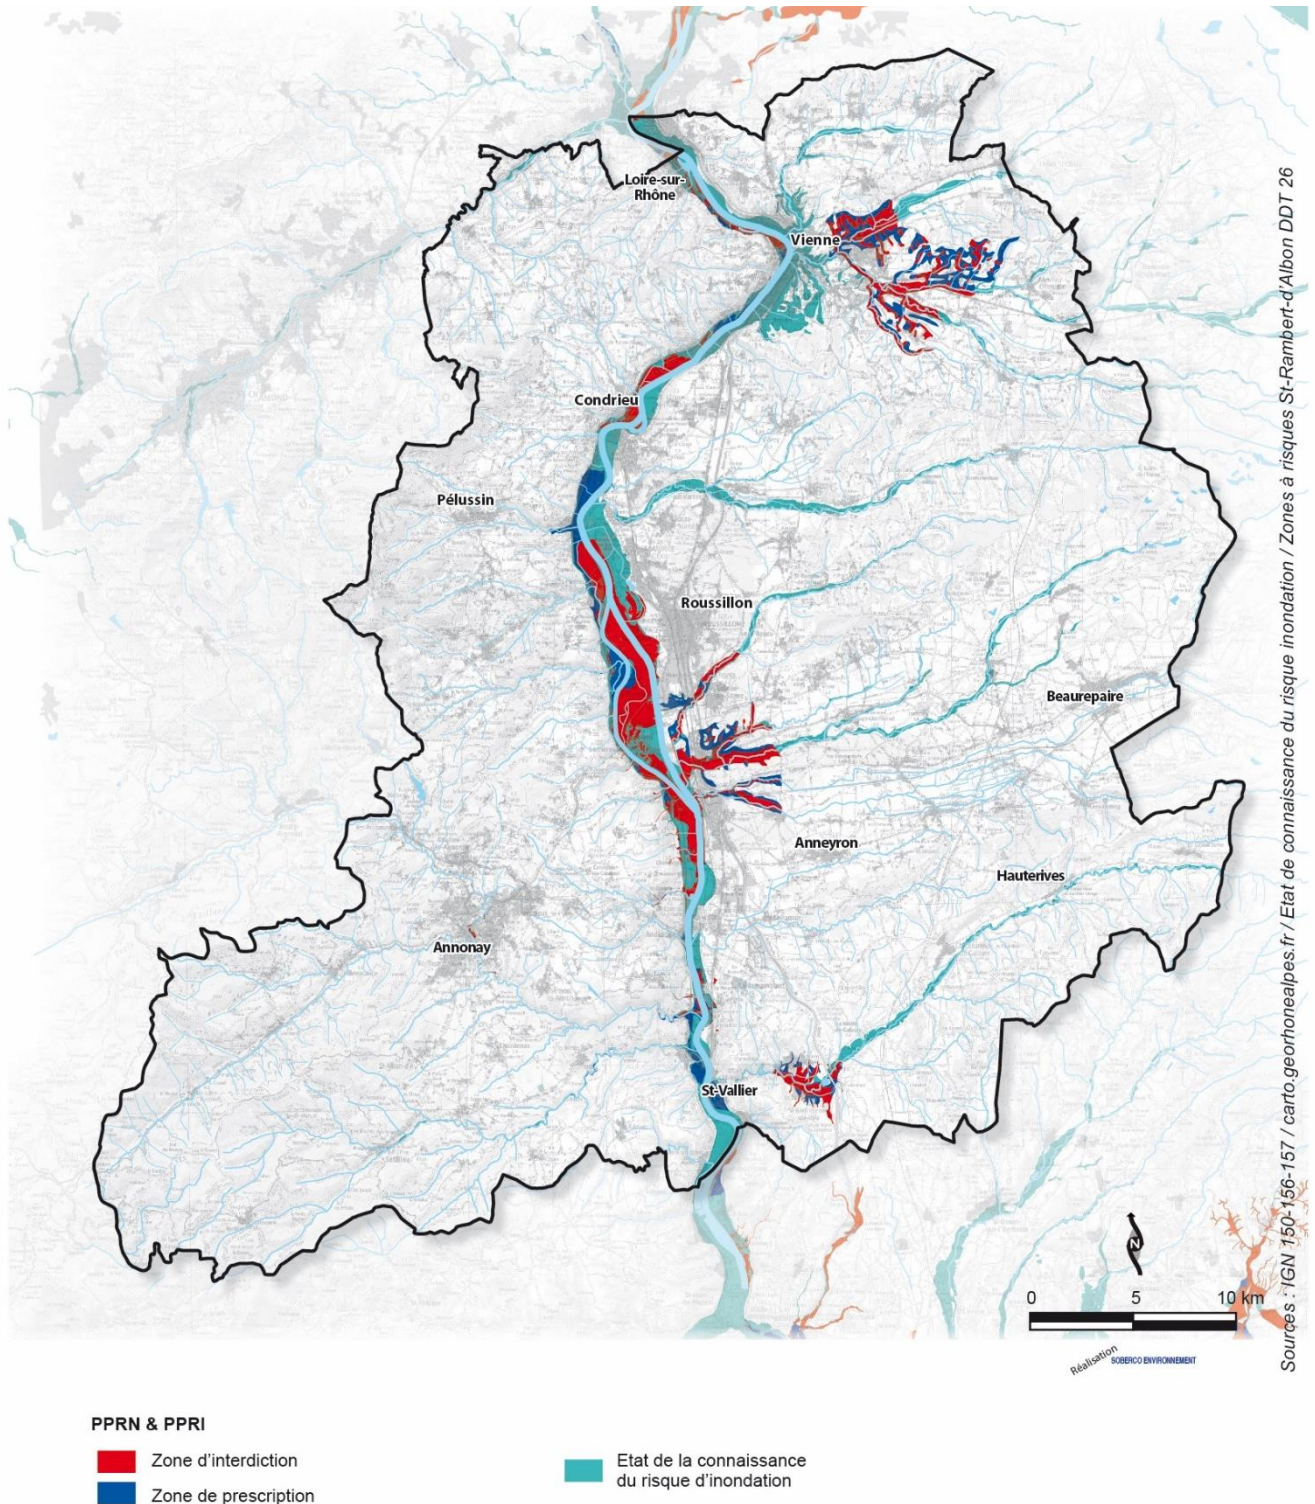 Loire-sur-
Rhône
Vienne
Condrieu
Pélussin
Roussillon
Beaurepaire
Anneyron
Hauterives
Annonay
St-Vallier
N
0 5 10 km
Réalisation SOBERCO ENVIRONNEMENT
Sources : IGN 150-156-157 / carto.georhonealpes.fr / Etat de connaissance du risque inondation / Zones à risques St-Rambert-d'Albon DDT 26
PPRN & PPRI
Zone d'interdiction
Zone de prescription
Etat de la connaissance
du risque d'inondation